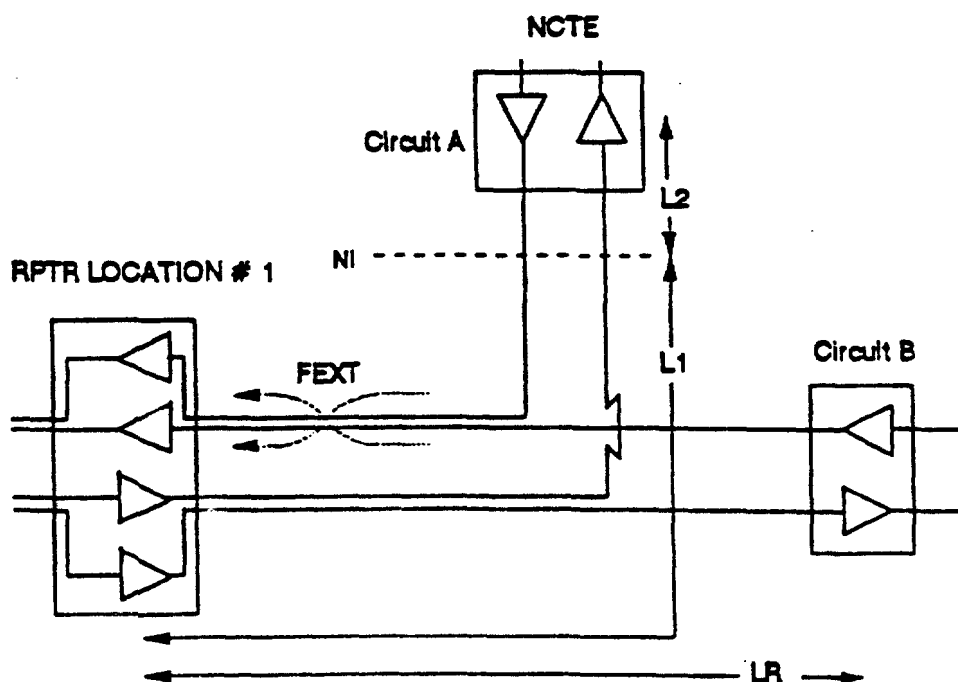 NCTE
Circuit A
L2
NI
RPTR LOCATION # 1
FEXT
L1
Circuit B
LR